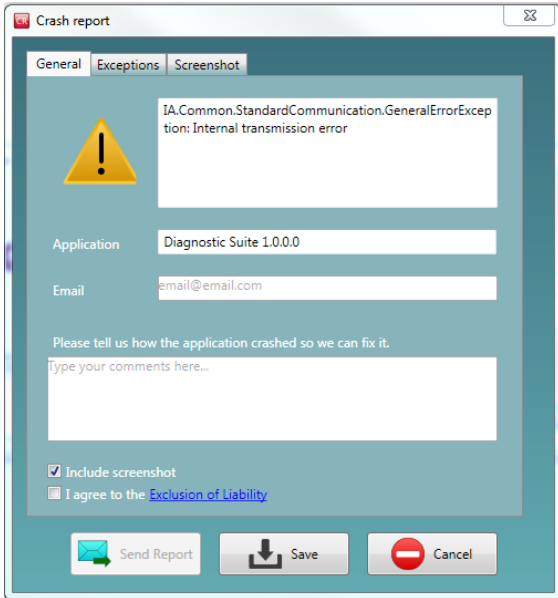 CR Crash report
General Exceptions Screenshot
IA.Common.StandardCommunication.GeneralErrorExcep
tion: Internal transmission error
Application Diagnostic Suite 1.0.0.0
Email email@email.com
Please tell us how the application crashed so we can fix it.
Type your comments here...
Include screenshot
I agree to the Exclusion of Liability
Send Report Save Cancel